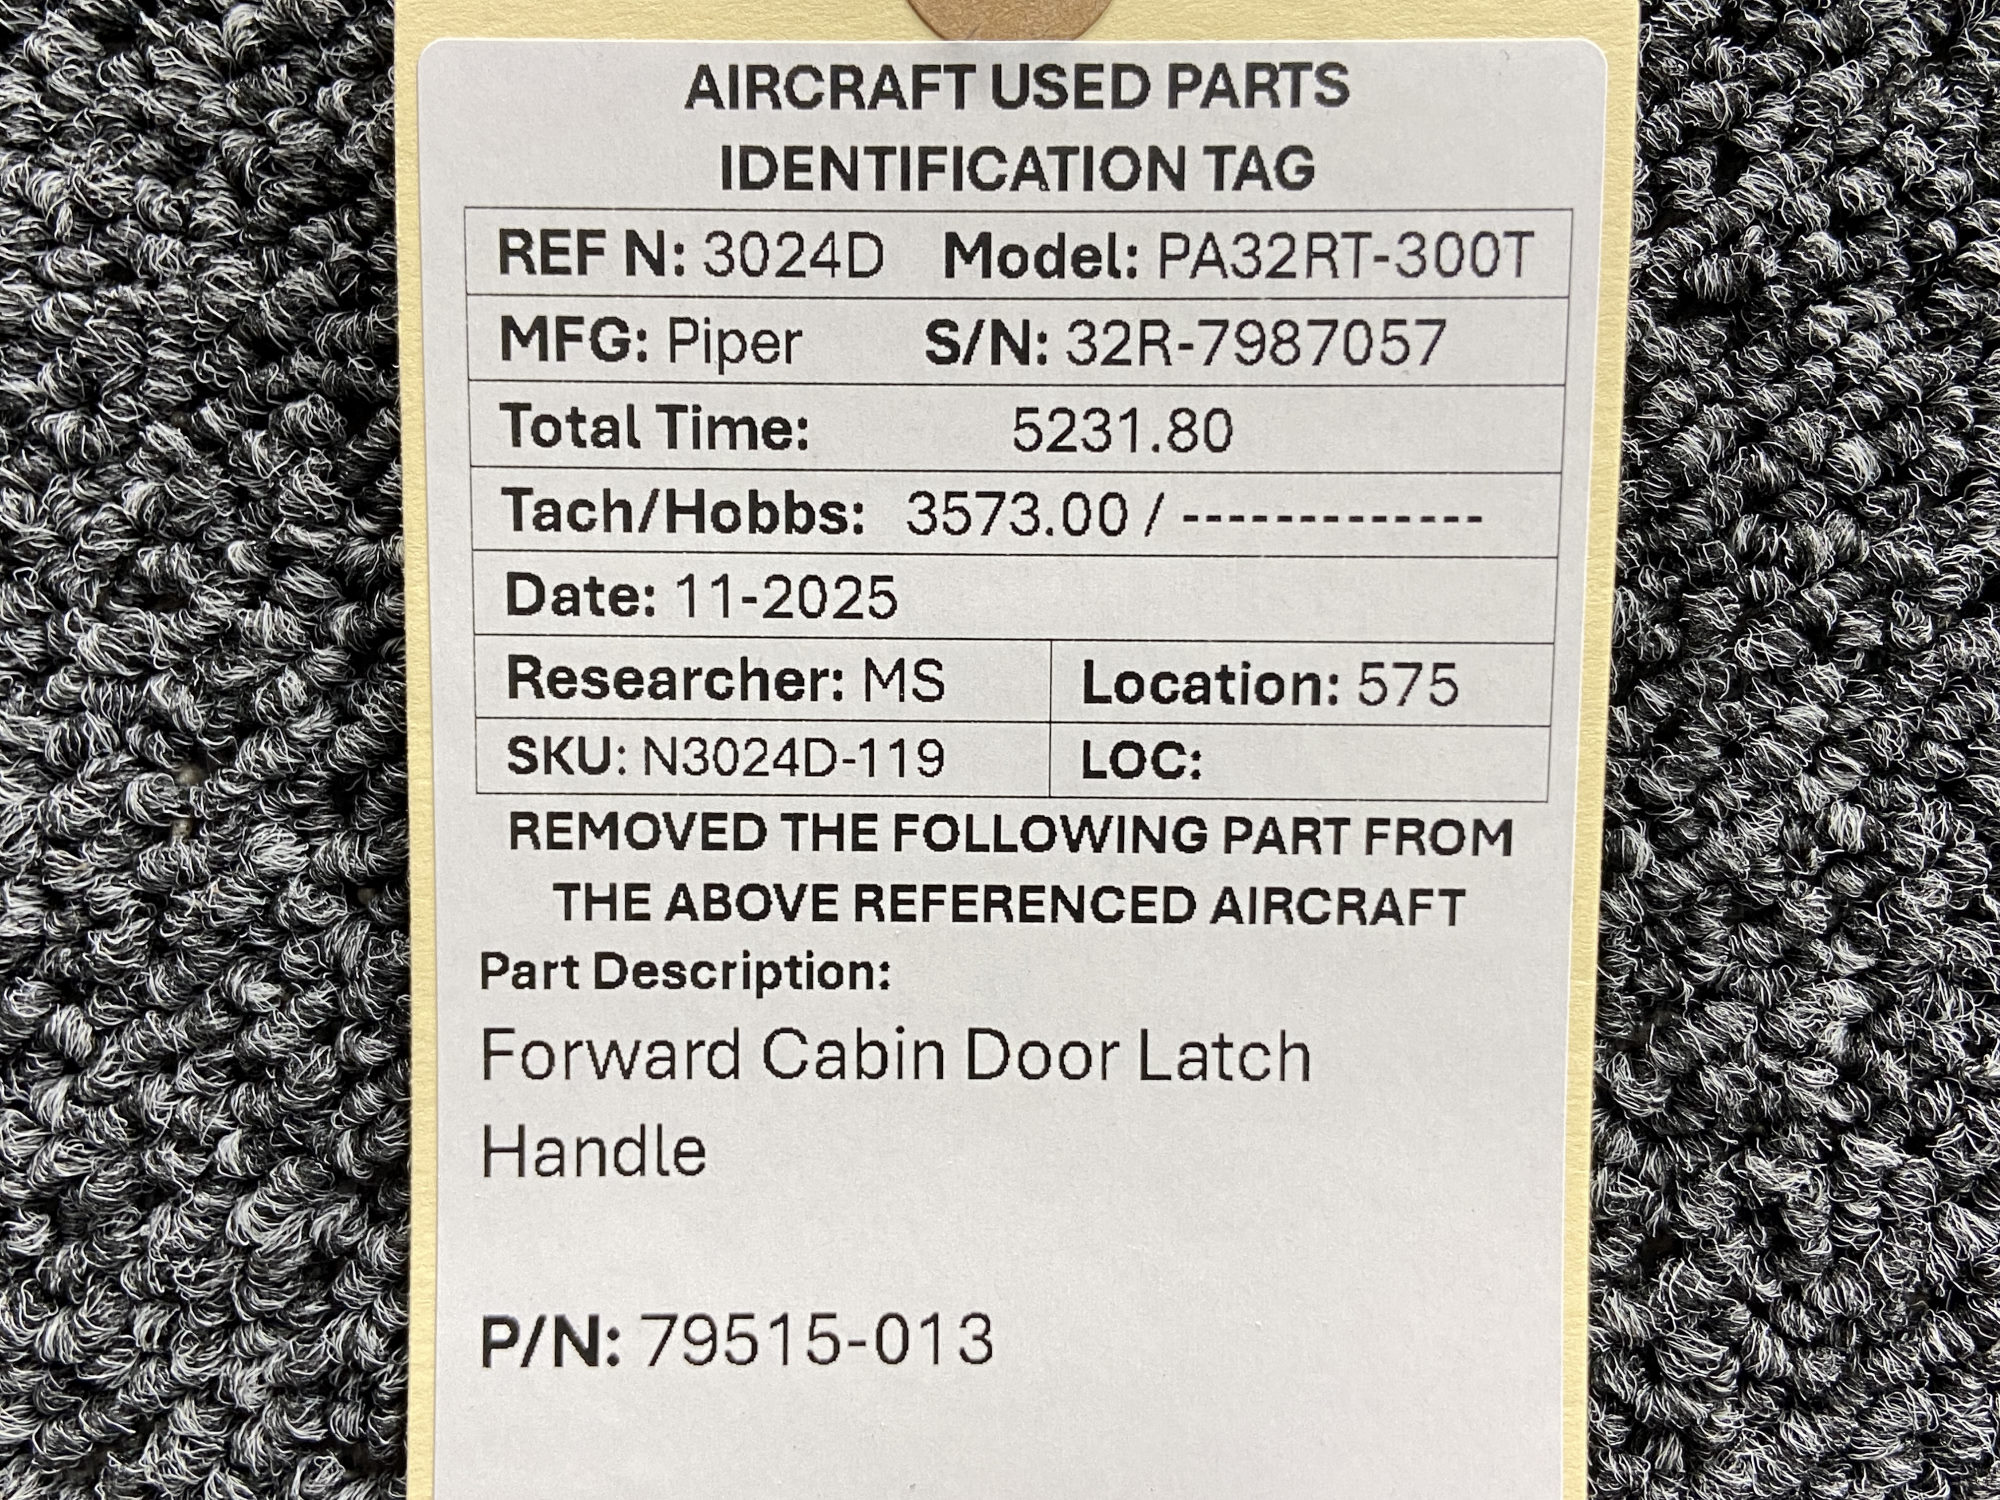 AIRCRAFT USED PARTS
IDENTIFICATION TAG
REF N: 3024D Model: PA32RT-300T
MFG: Piper S/N: 32R-7987057
Total Time: 5231.80
Tach/Hobbs: 3573.00 / -------------
Date: 11-2025
Researcher: MS Location: 575
SKU: N3024D-119 LOC:
REMOVED THE FOLLOWING PART FROM
THE ABOVE REFERENCED AIRCRAFT
Part Description:
Forward Cabin Door Latch
Handle
P/N: 79515-013